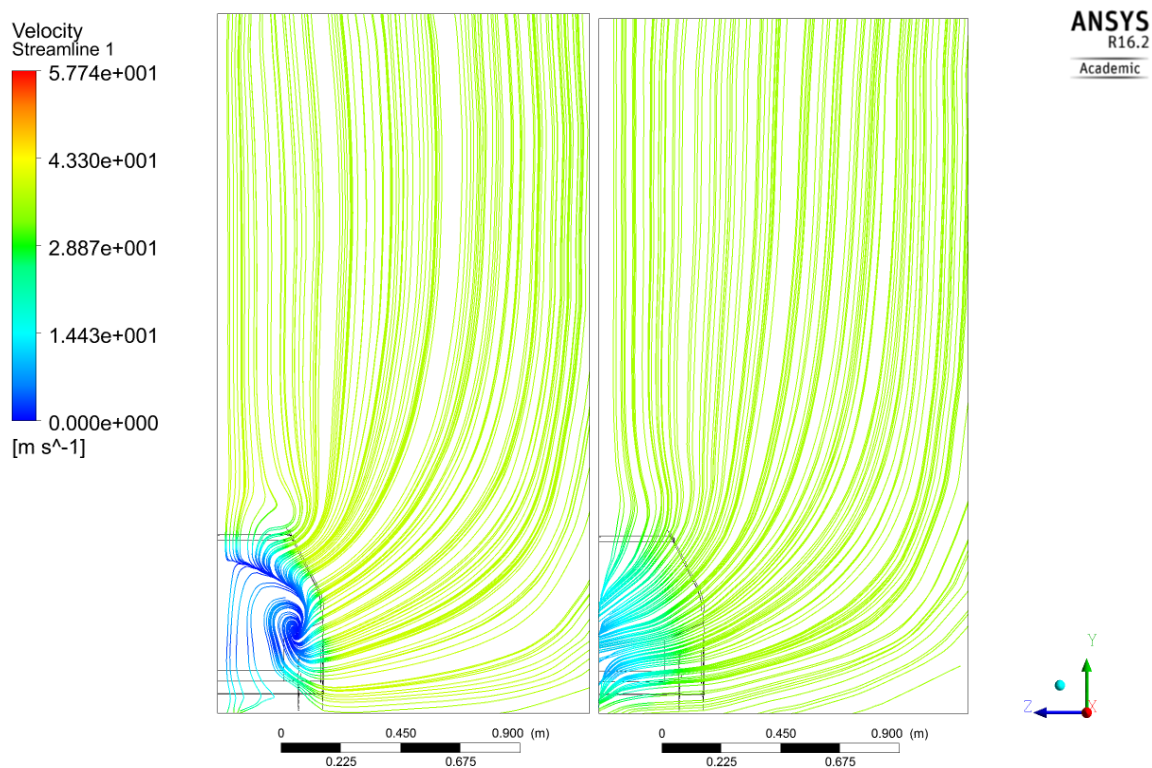 Velocity
Streamline 1
5.774e+001
4.330e+001
2.887e+001
1.443e+001
0.000e+000
[m s^-1]
ANSYS
R16.2
Academic
0 0.450 0.900 (m)
0.225 0.675
0 0.450 0.900 (m)
0.225 0.675
Y
Z X